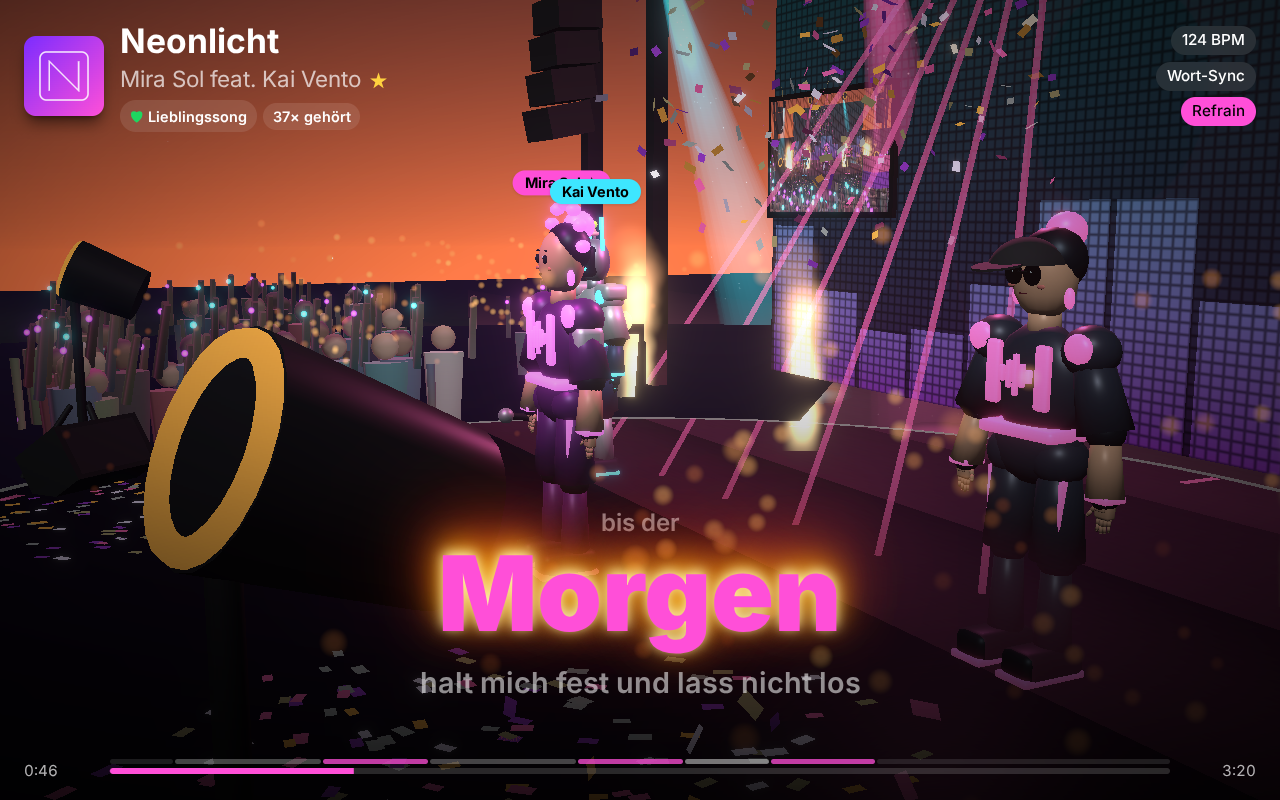 Neonlicht
Mira Sol feat. Kai Vento ⭐
Lieblingssong
37× gehört
124 BPM
Wort-Sync
Refrain
Kai Vento
bis der
Morgen
halt mich fest und lass nicht los
0:46
3:20